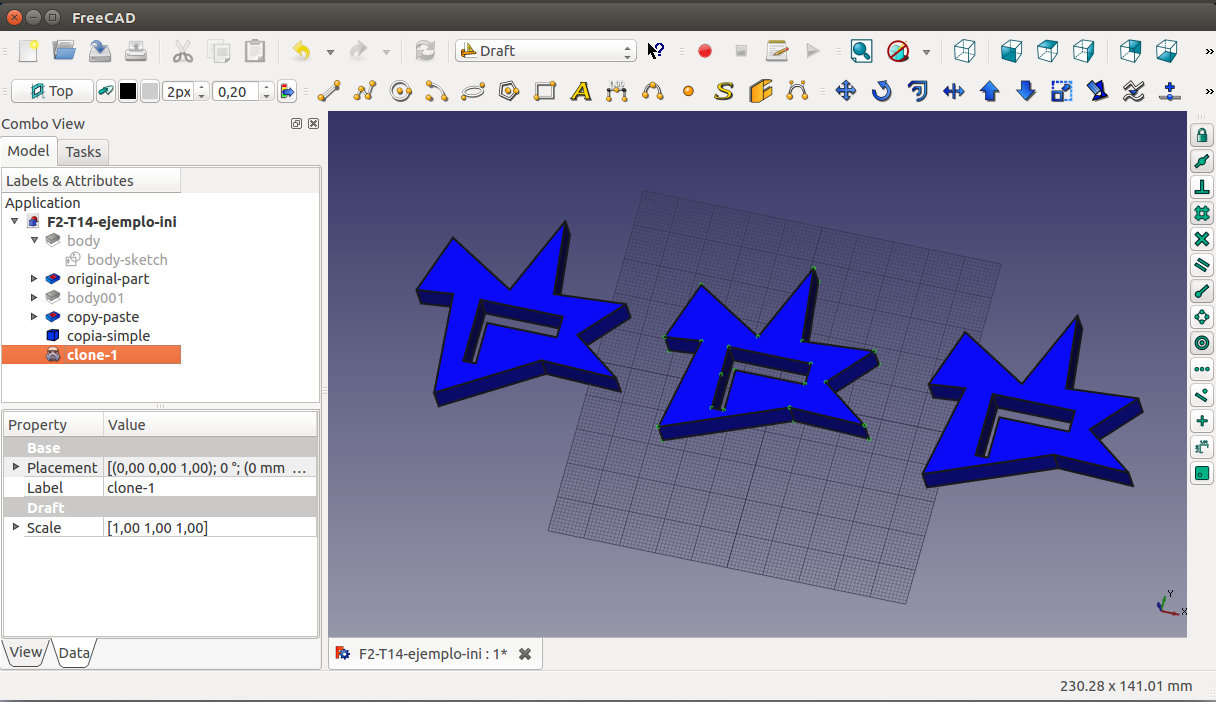 FreeCAD
Draft
»
Top
2px
0,20
»
Combo View
Model
Tasks
Labels & Attributes
Application
F2-T14-ejemplo-ini
body
body-sketch
original-part
body001
copy-paste
copia-simple
clone-1
Property Value
Base
Placement [(0,00 0,00 1,00); 0 °; (0 mm ...
Label clone-1
Draft
Scale [1,00 1,00 1,00]
View
Data
Y
X
F2-T14-ejemplo-ini : 1*
230.28 x 141.01 mm